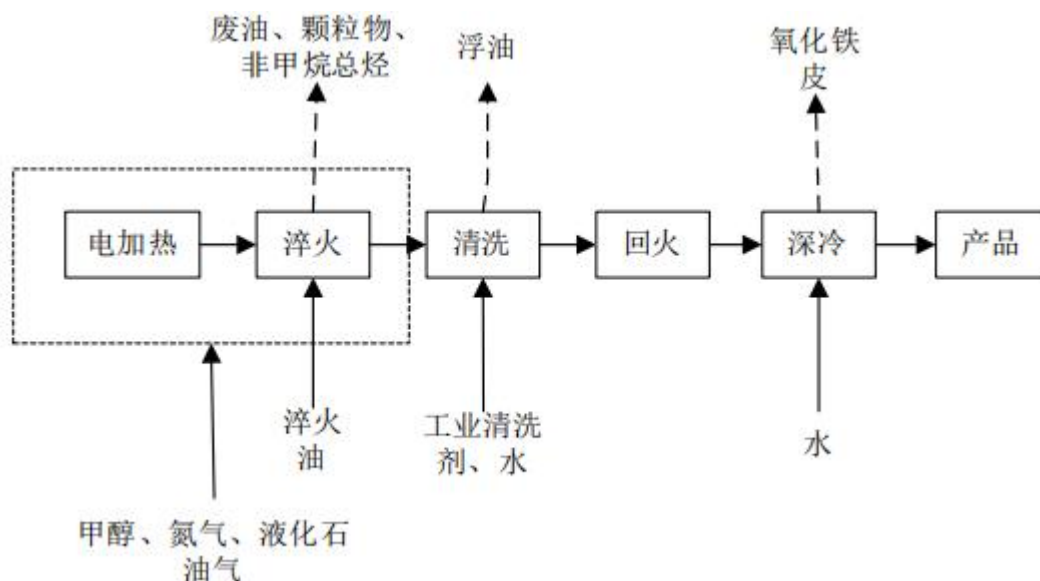 废油、颗粒物、
非甲烷总烃
浮油
氧化铁
皮
电加热
淬火
清洗
回火
深冷
产品
淬火
油
工业清洗
剂、水
水
甲醇、氮气、液化石
油气